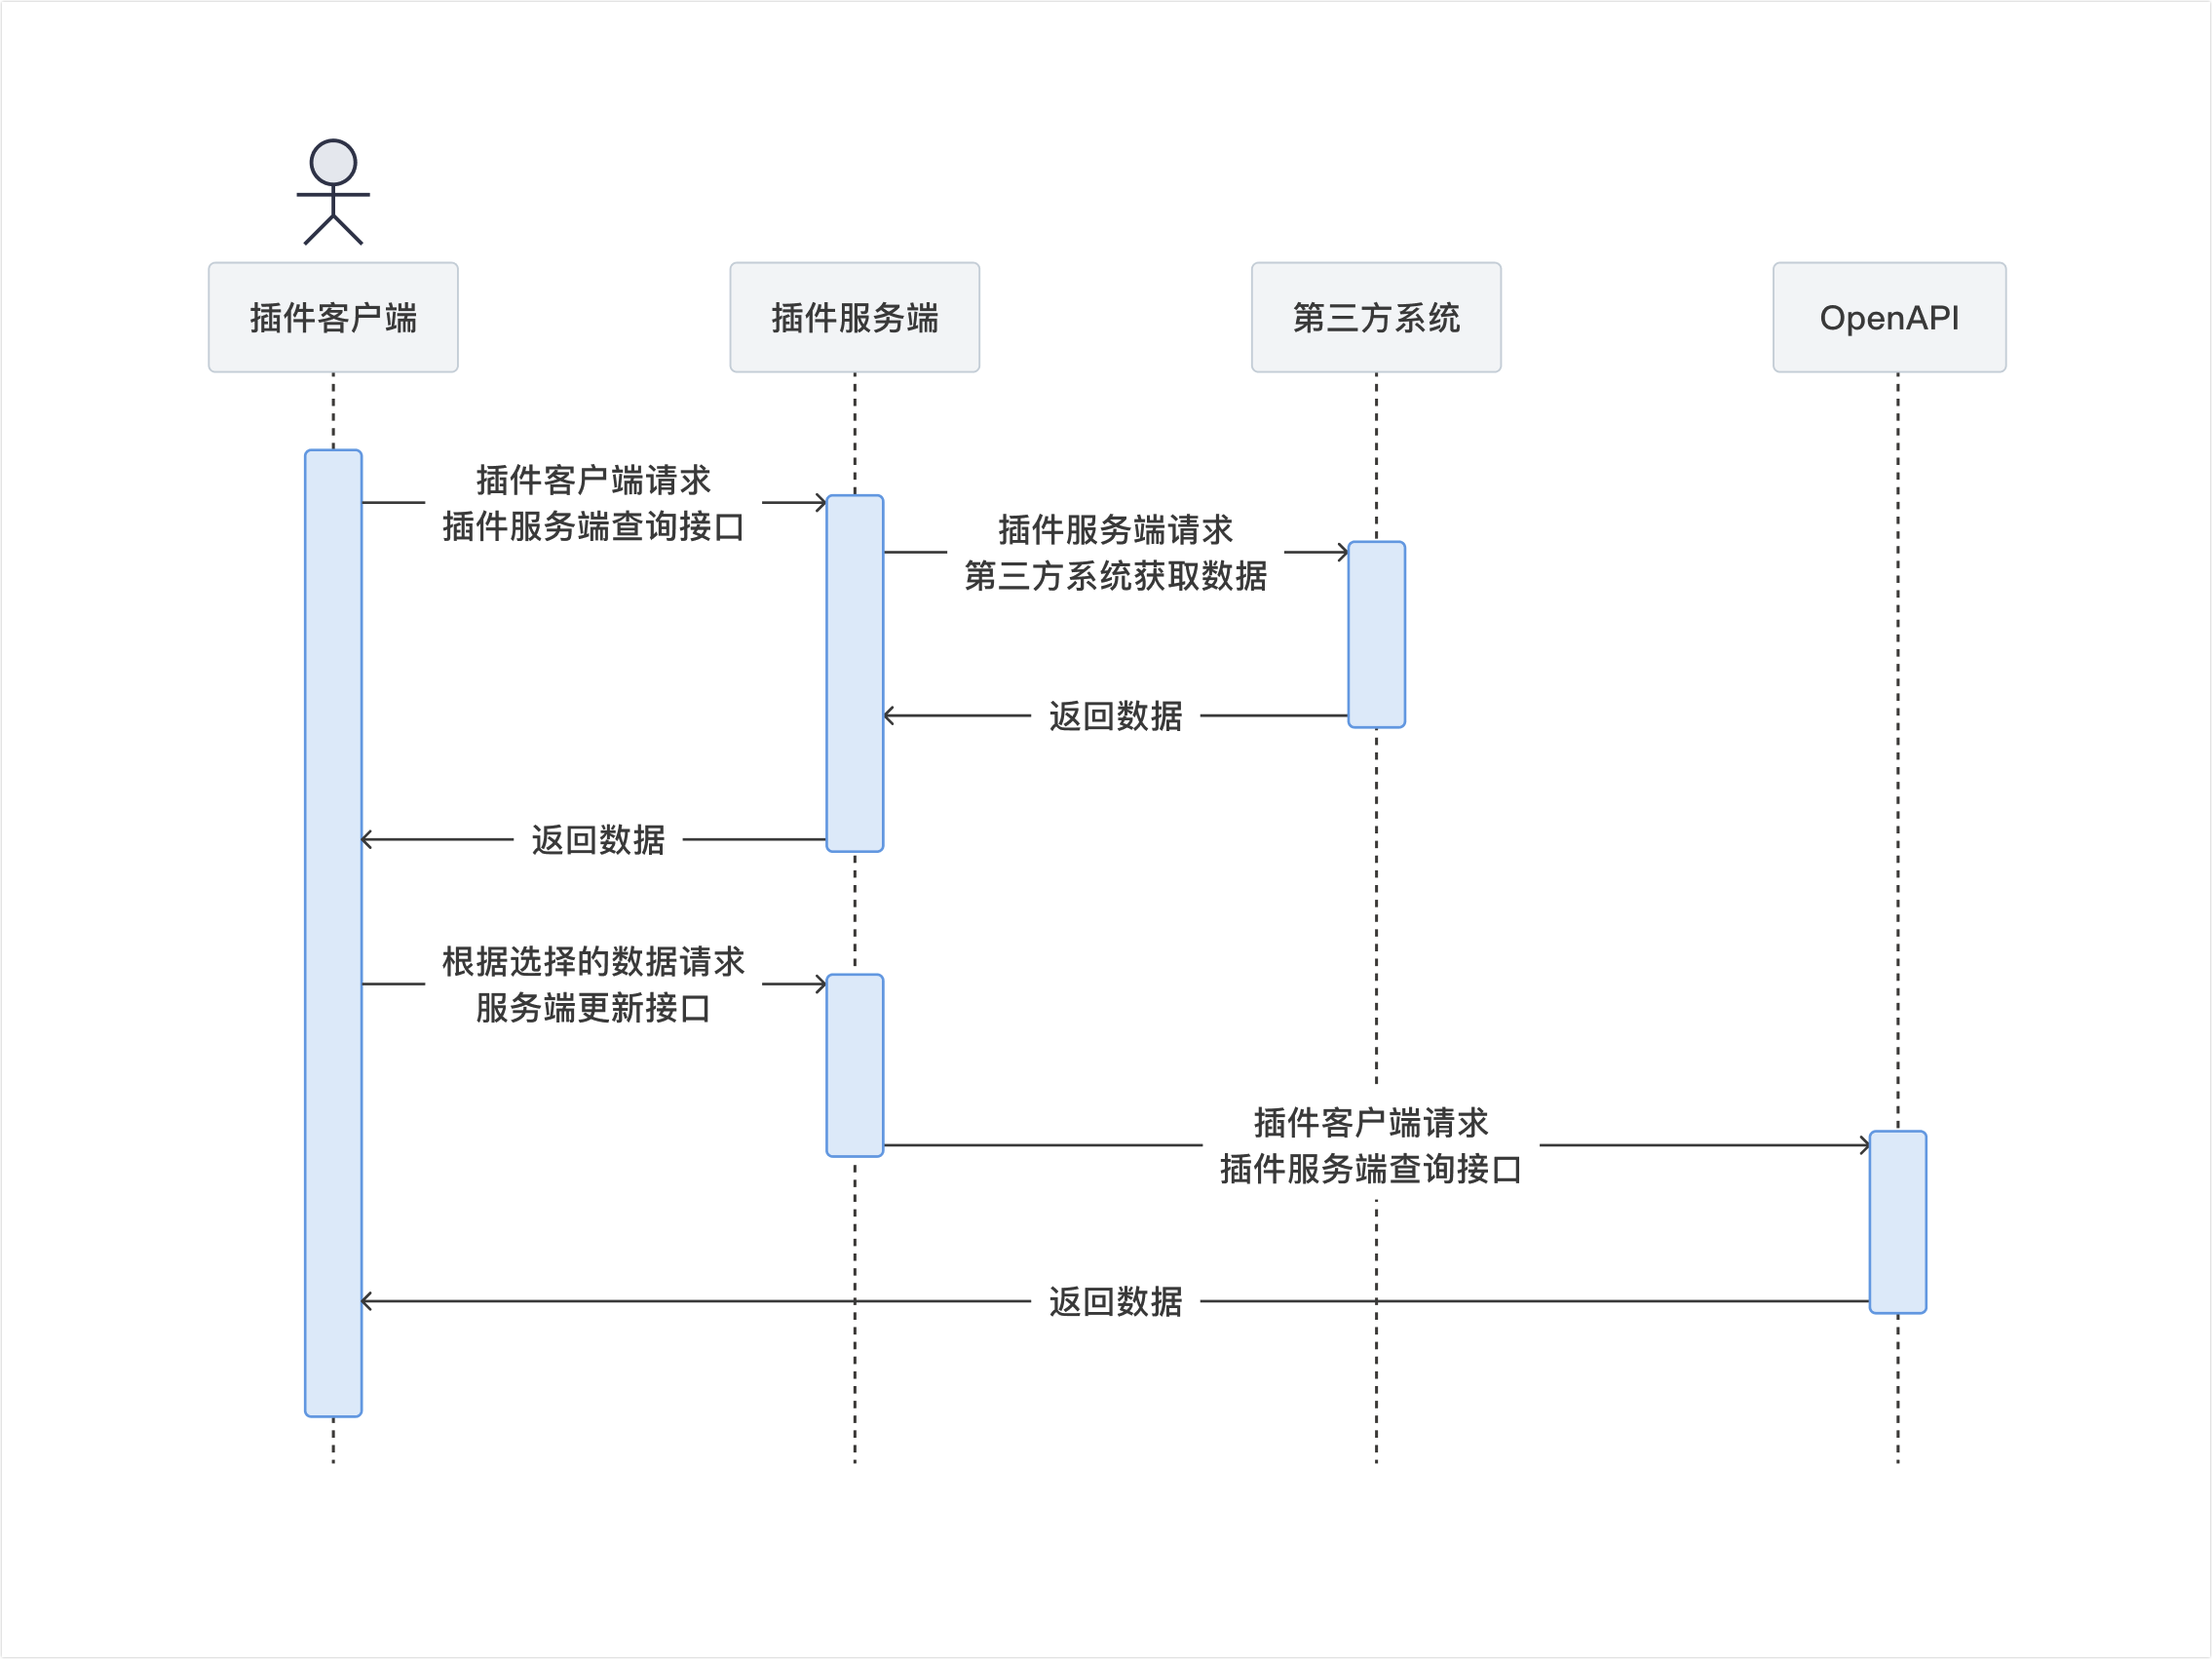 插件客户端
插件服务端
第三方系统
OpenAPI
插件客户端请求
插件服务端查询接口
插件服务端请求
第三方系统获取数据
返回数据
返回数据
根据选择的数据请求
服务端更新接口
插件客户端请求
插件服务端查询接口
返回数据